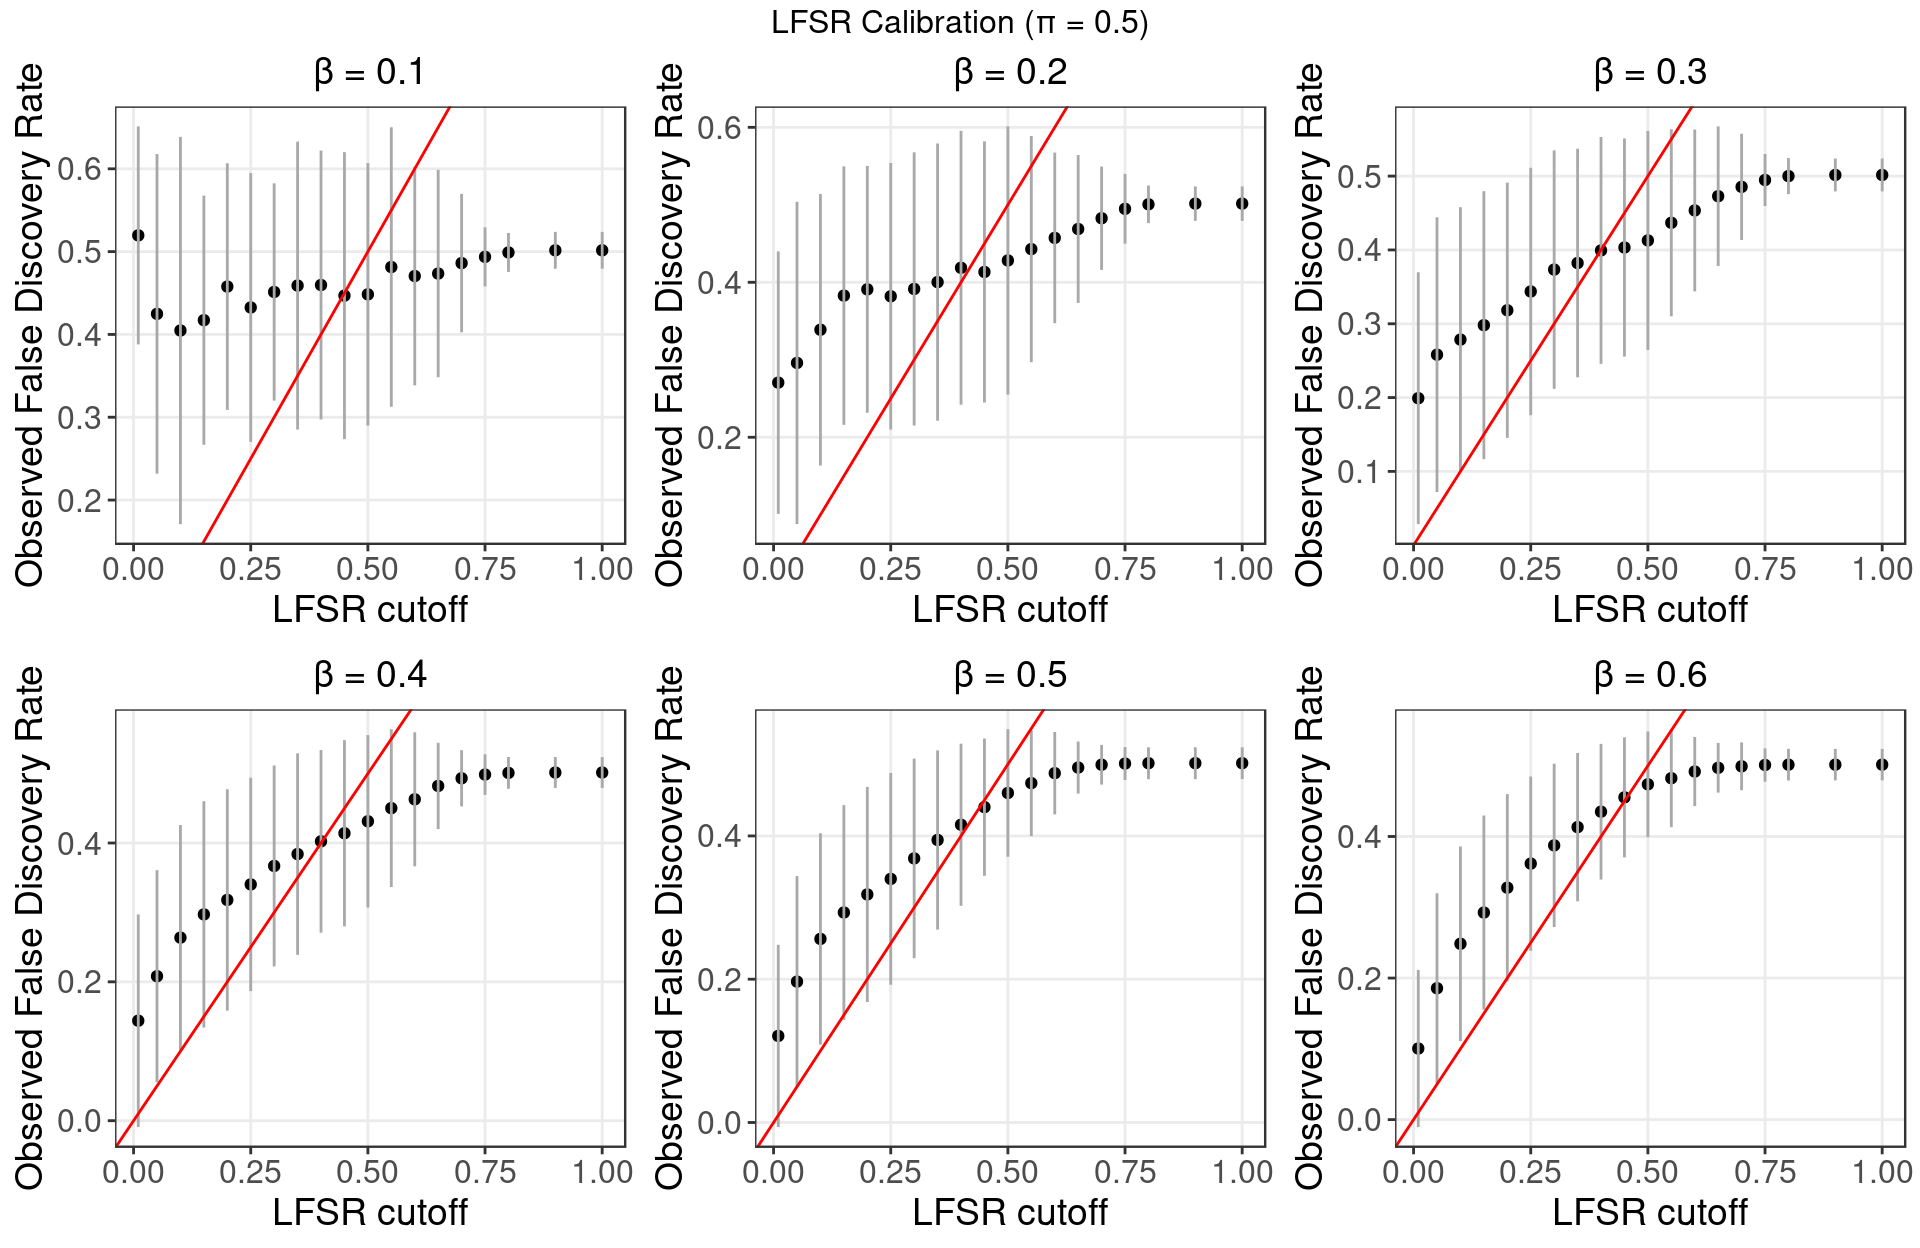 LFSR Calibration (π = 0.5)
β = 0.1
Observed False Discovery Rate
0.6
0.5
0.4
0.3
0.2
0.00 0.25 0.50 0.75 1.00
LFSR cutoff
β = 0.2
Observed False Discovery Rate
0.6
0.4
0.2
0.00 0.25 0.50 0.75 1.00
LFSR cutoff
β = 0.3
Observed False Discovery Rate
0.5
0.4
0.3
0.2
0.1
0.00 0.25 0.50 0.75 1.00
LFSR cutoff
β = 0.4
Observed False Discovery Rate
0.4
0.2
0.0
0.00 0.25 0.50 0.75 1.00
LFSR cutoff
β = 0.5
Observed False Discovery Rate
0.4
0.2
0.0
0.00 0.25 0.50 0.75 1.00
LFSR cutoff
β = 0.6
Observed False Discovery Rate
0.4
0.2
0.0
0.00 0.25 0.50 0.75 1.00
LFSR cutoff